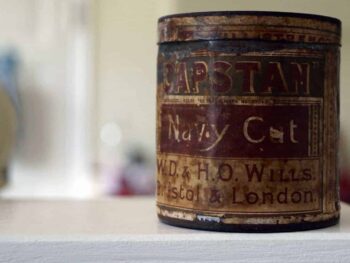 CAPSTAN
Navy Cut
W.D. & H.O. WILLS.
Bristol & London.